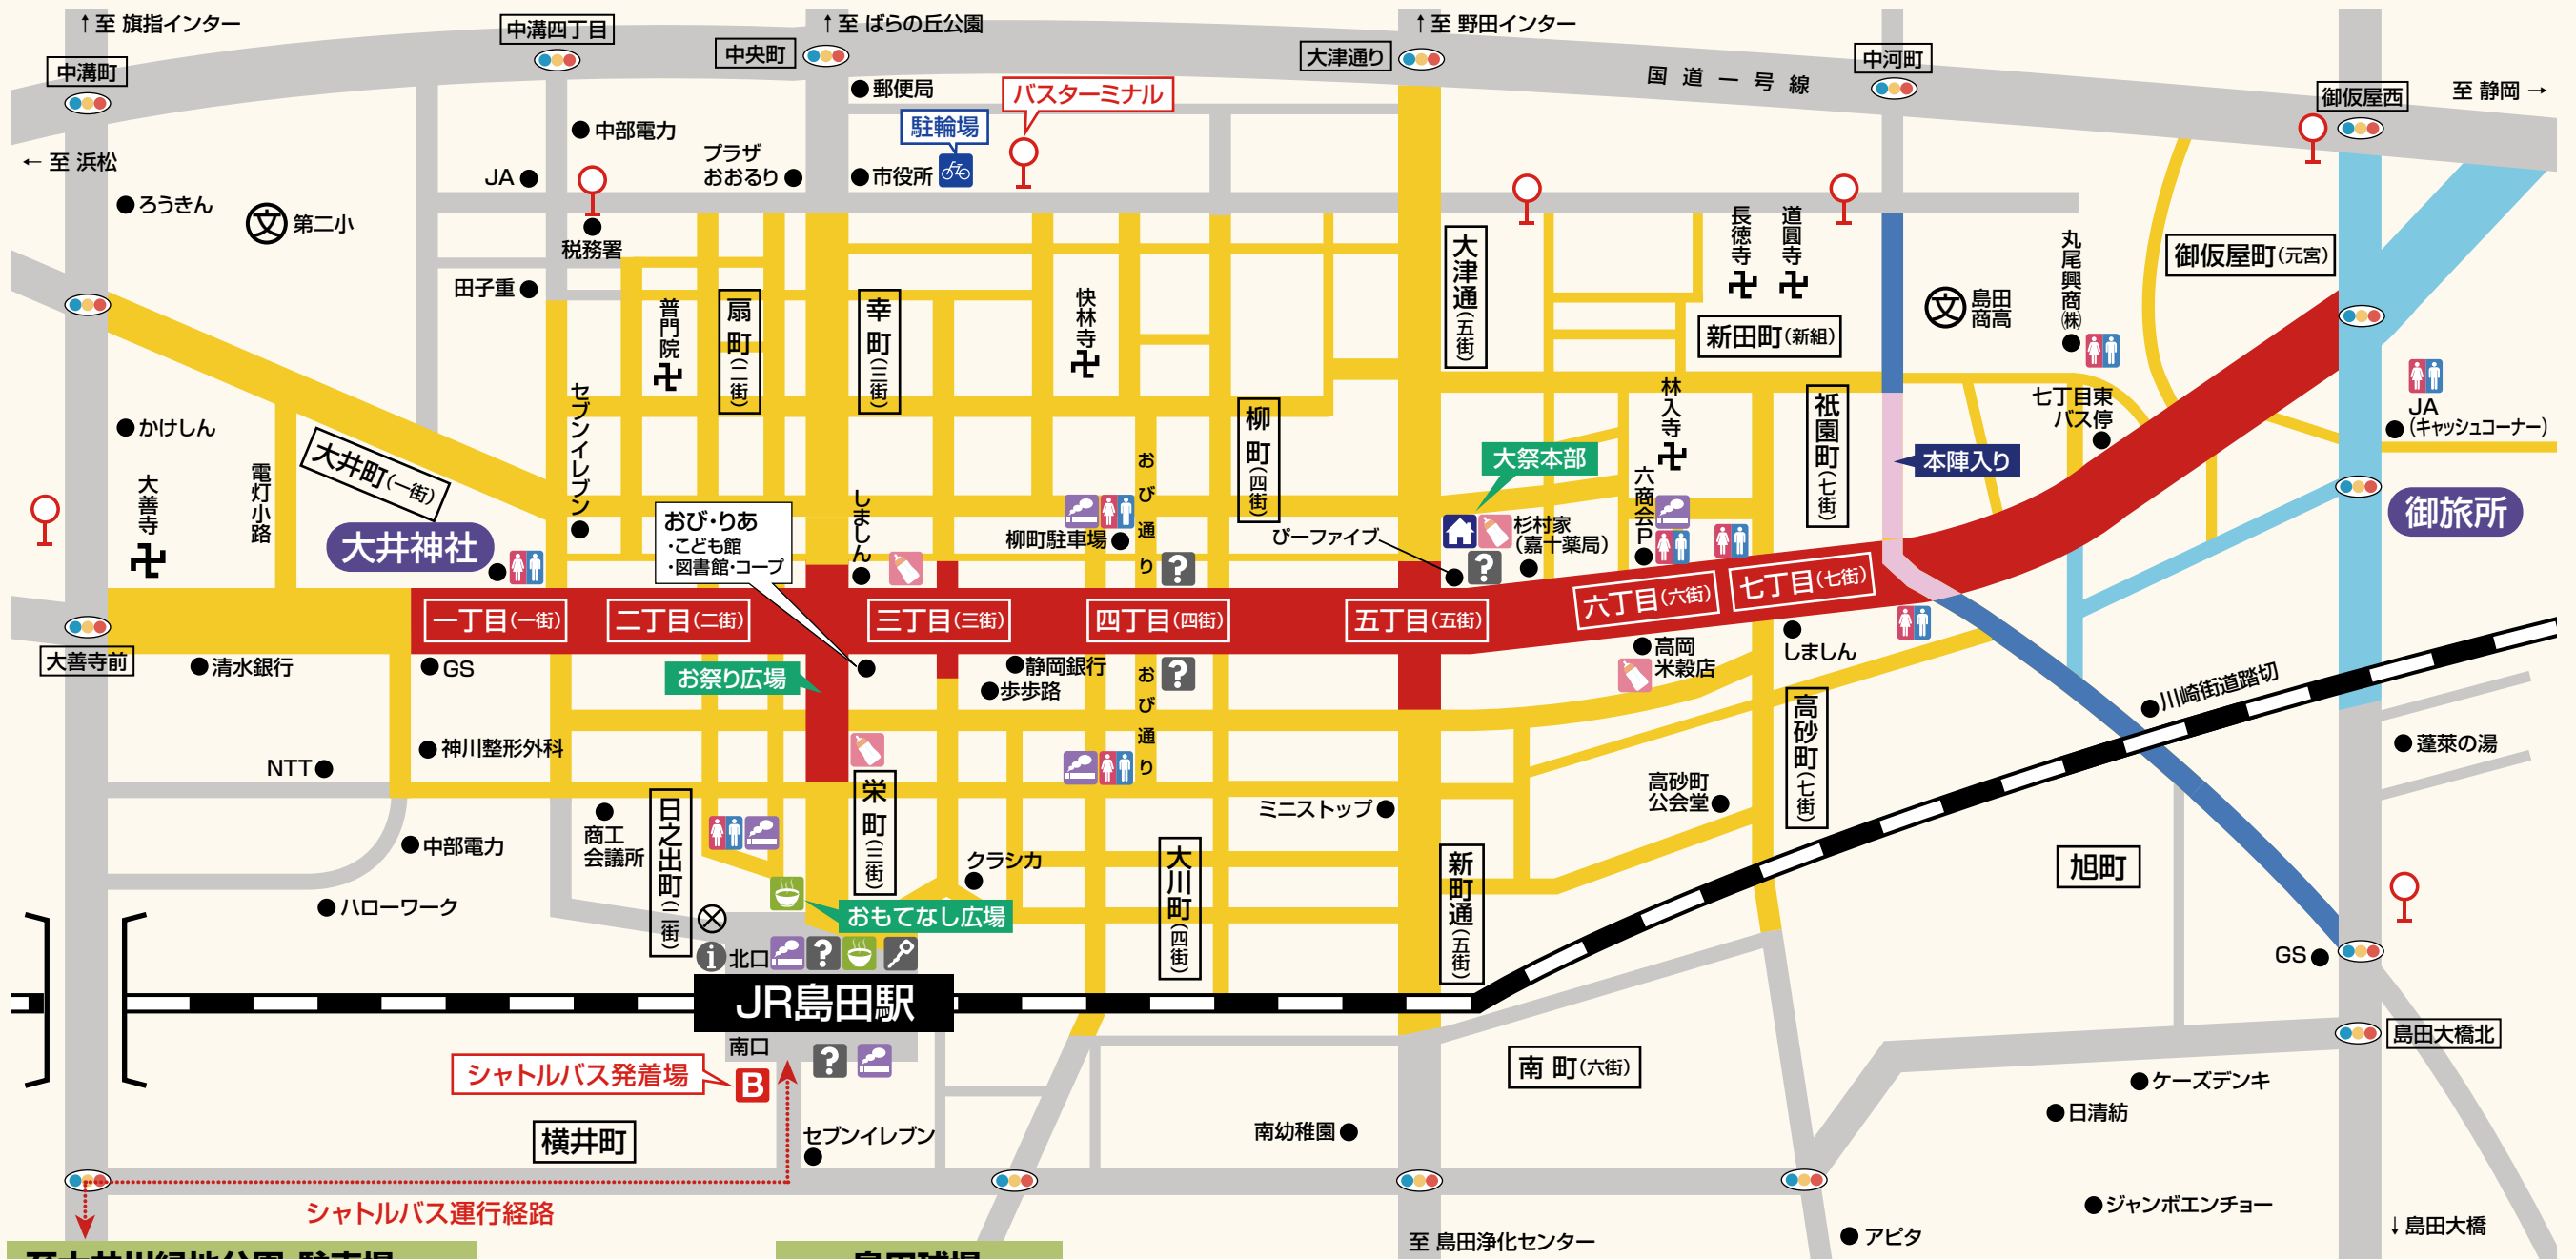 ↑至 旗指インター
中溝四丁目
↑至 ばらの丘公園
↑至 野田インター
中溝町
中央町
大津通り
中河町
国道一号線
御仮屋西
至 静岡→
郵便局
バスターミナル
駐輪場
中部電力
←至 浜松
JA
プラザ
おおるり
市役所
ろうきん
第二小
文
税務署
田子重
普門院
扇町(二街)
幸町(三街)
快林寺
大津通(五街)
長徳寺
道圓寺
新田町(新組)
文
島田
商高
丸尾興商㈱
御仮屋町(元宮)
かけしん
大善寺
電灯小路
大井町(一街)
大井神社
セブンイレブン
おび・りあ
・こども館
・図書館・コープ
しましん
おび通り
柳町駐車場
柳町(四街)
ぴーファイブ
大祭本部
杉村家
(嘉十薬局)
林入寺
六商会P
祇園町(七街)
本陣入り
七丁目東
バス停
JA
(キャッシュコーナー)
御旅所
一丁目(一街)
二丁目(二街)
三丁目(三街)
四丁目(四街)
五丁目(五街)
六丁目(六街)
七丁目(七街)
大善寺前
清水銀行
GS
お祭り広場
静岡銀行
歩歩路
おび通り
高岡
米穀店
しましん
川崎街道踏切
神川整形外科
NTT
高砂町(七街)
蓬莱の湯
栄町(三街)
商工
会議所
日之出町(二街)
ミニストップ
高砂町
公会堂
中部電力
クラシカ
大川町(四街)
新町通(五街)
旭町
ハローワーク
おもてなし広場
北口
GS
JR島田駅
南口
島田大橋北
シャトルバス発着場
B
南 町(六街)
ケーズデンキ
日清紡
横井町
セブンイレブン
南幼稚園
シャトルバス運行経路
ジャンボエンチョー
↓島田大橋
至 島田浄化センター
アピタ
至大井川緑地公園 駐車場
島田球場